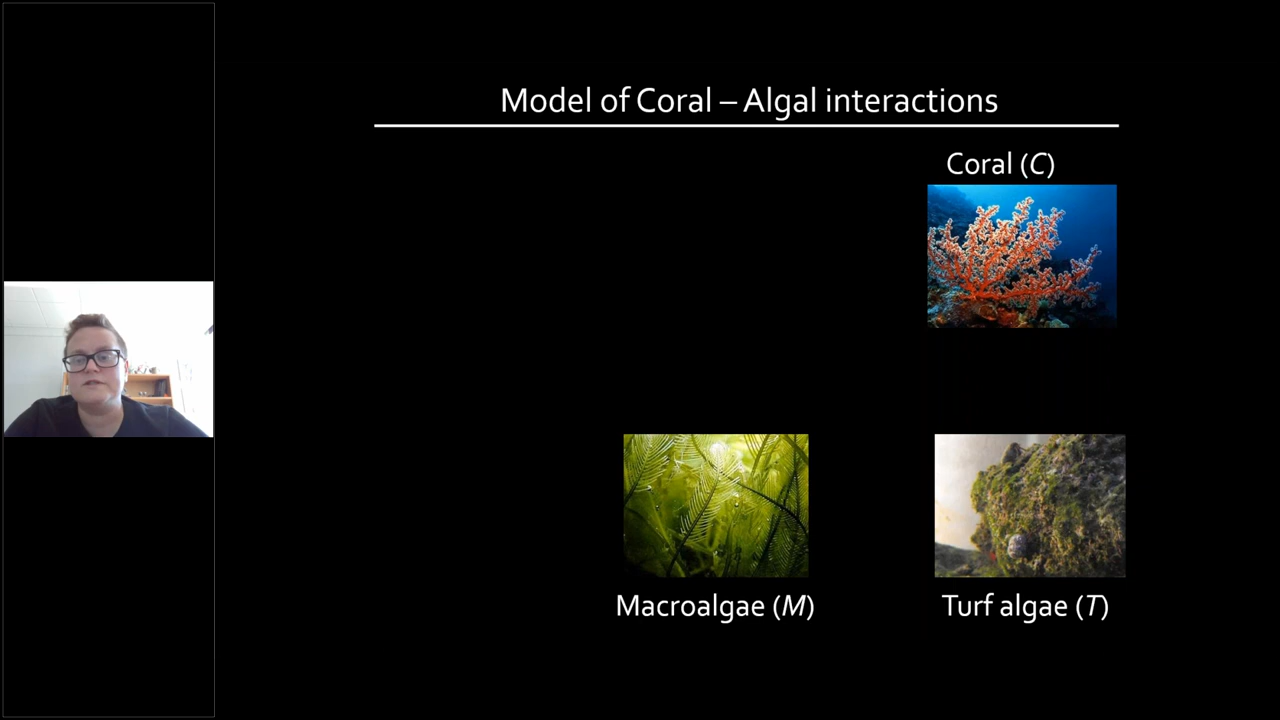 Model of Coral – Algal interactions
Coral (C)
Macroalgae (M)
Turf algae (T)